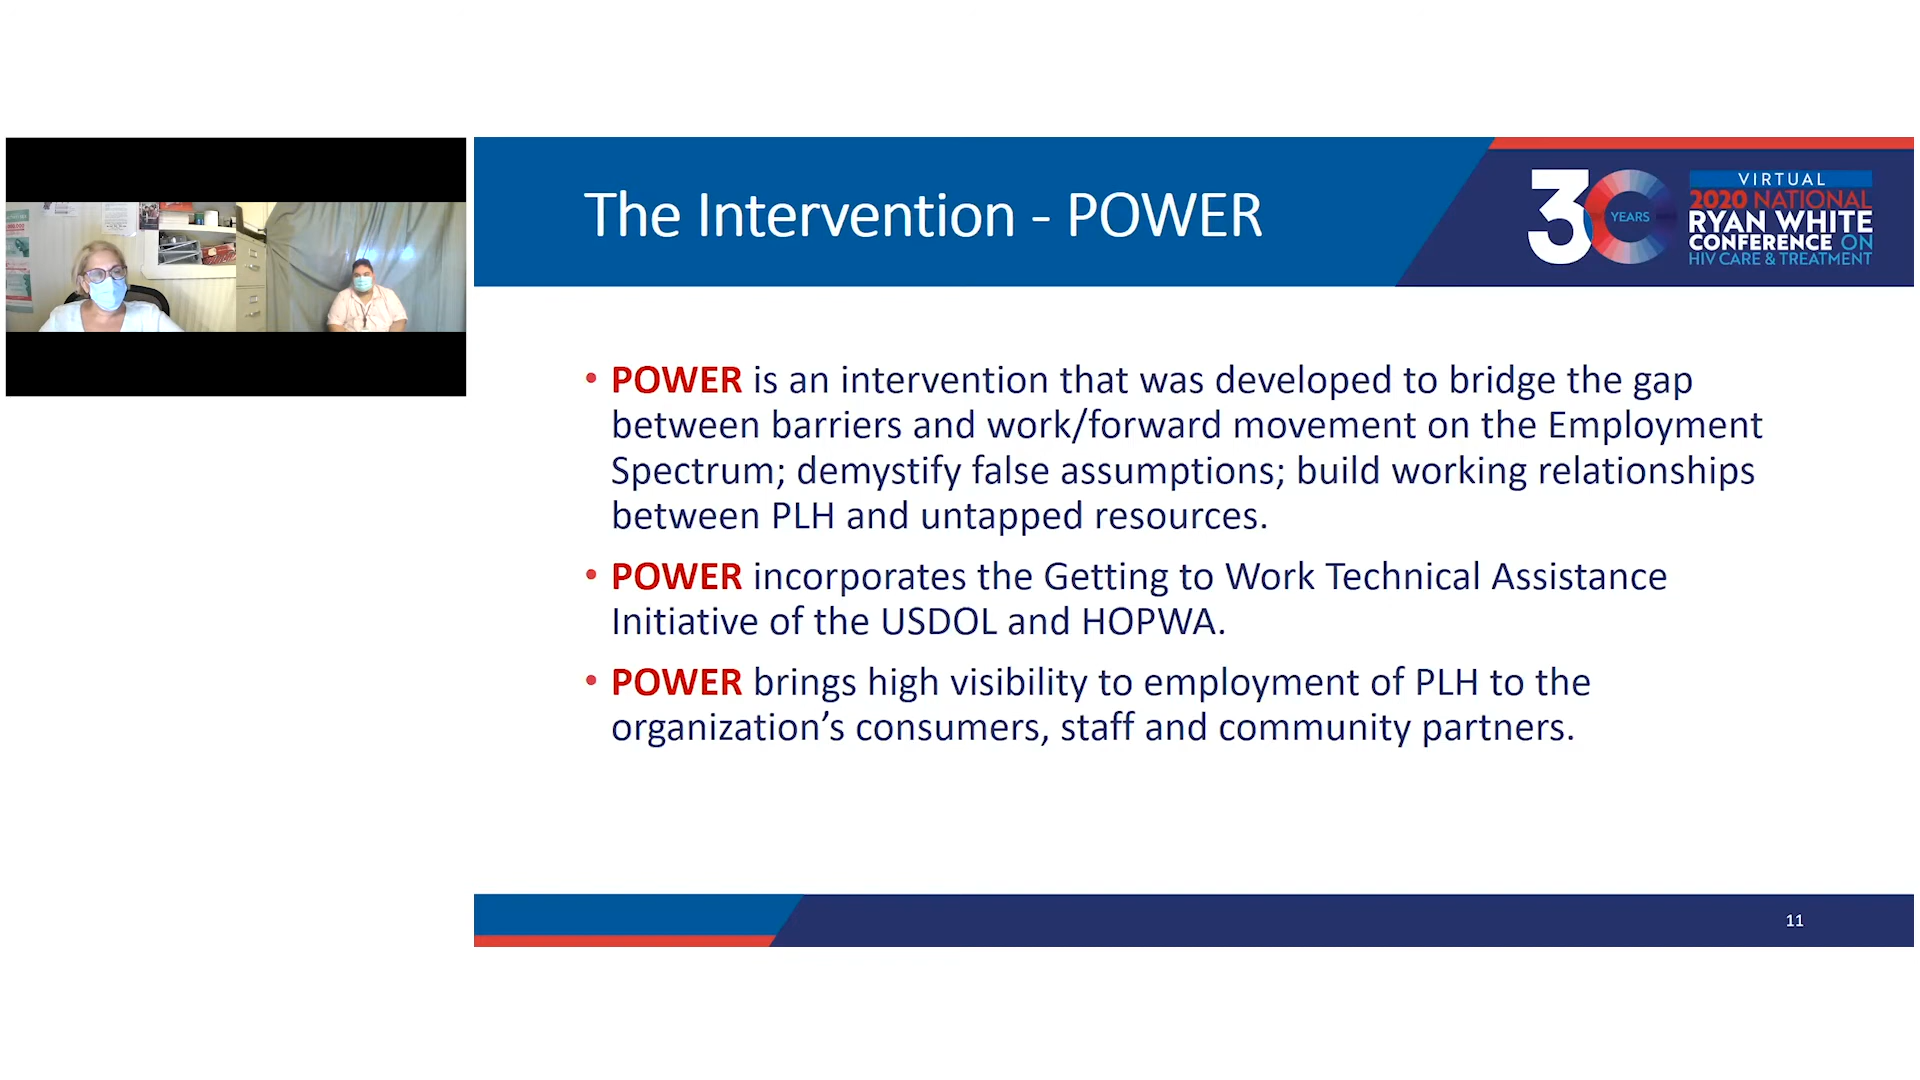 The Intervention - POWER
30
YEARS
VIRTUAL
2020 NATIONAL
RYAN WHITE
CONFERENCE ON
HIV CARE & TREATMENT
• POWER is an intervention that was developed to bridge the gap
between barriers and work/forward movement on the Employment
Spectrum; demystify false assumptions; build working relationships
between PLH and untapped resources.
• POWER incorporates the Getting to Work Technical Assistance
Initiative of the USDOL and HOPWA.
• POWER brings high visibility to employment of PLH to the
organization’s consumers, staff and community partners.
11